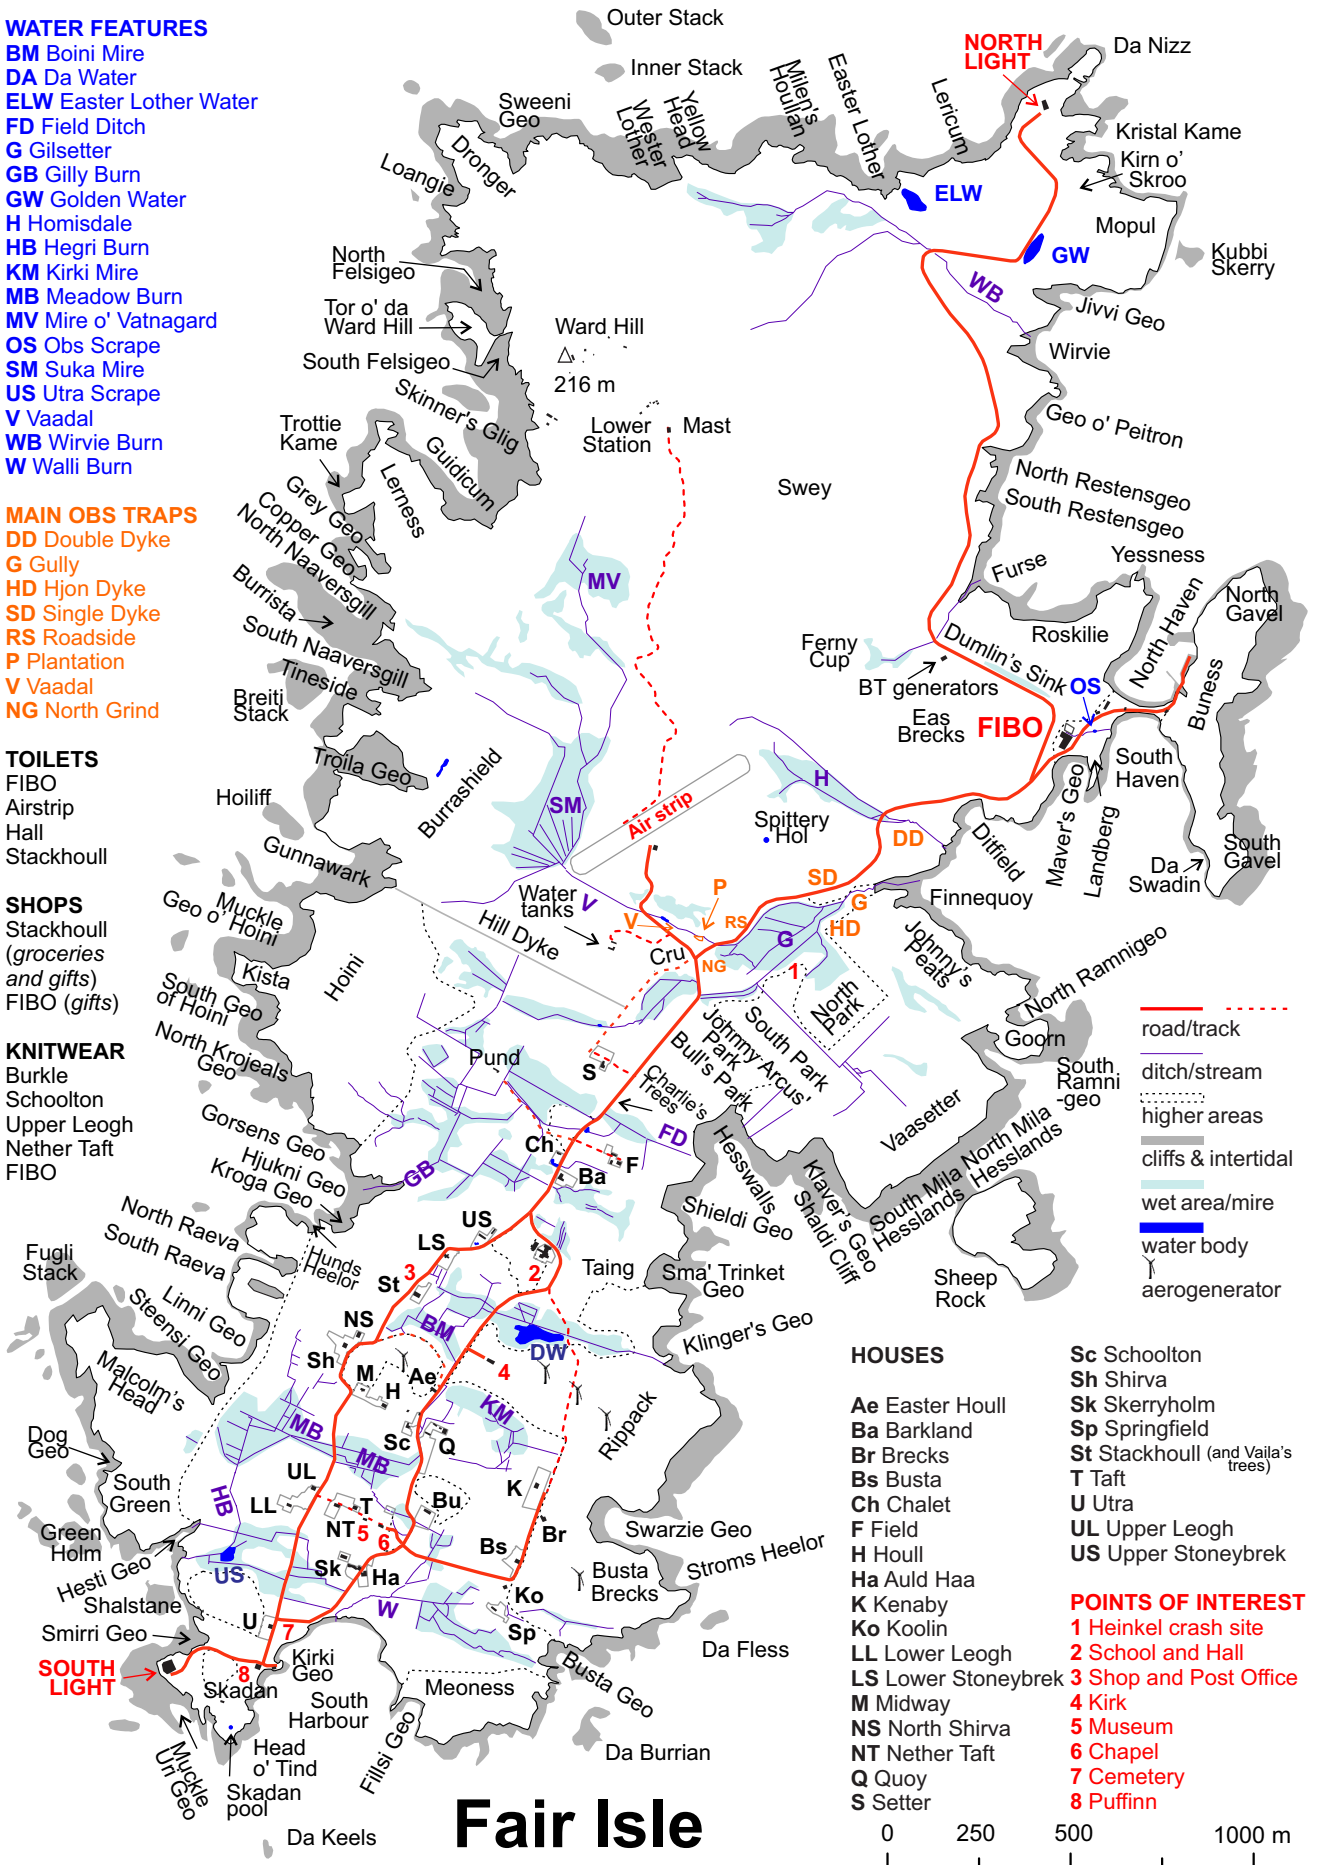 WATER FEATURES
BM Boini Mire
DA Da Water
ELW Easter Lother Water
FD Field Ditch
G Gilsetter
GB Gilly Burn
GW Golden Water
H Homisdale
HB Hegri Burn
KM Kirki Mire
MB Meadow Burn
MV Mire o' Vatnagard
OS Obs Scrape
SM Suka Mire
US Utra Scrape
V Vaadal
WB Wirvie Burn
W Walli Burn
MAIN OBS TRAPS
DD Double Dyke
G Gully
HD Hjon Dyke
SD Single Dyke
RS Roadside
P Plantation
V Vaadal
NG North Grind
TOILETS
FIBO
Airstrip
Hall
Stackhoull
SHOPS
Stackhoull
(groceries
and gifts)
FIBO (gifts)
KNITWEAR
Burkle
Schoolton
Upper Leogh
Nether Taft
FIBO
Outer Stack
Inner Stack
Sweeni
Geo
Wester
Lother
Yellow
Head
Milen's
Houllan
Easter Lother
Lericum
NORTH
LIGHT
Da Nizz
Kristal Kame
Kirn o'
Skroo
Mopul
Kubbi
Skerry
ELW
GW
WB
Jivvi Geo
Wirvie
Dronger
Loangie
North
Felsigeo
Tor o' da
Ward Hill
South Felsigeo
Ward Hill
216 m
Skinner's Glig
Lower
Station
Mast
Trottie
Kame
Guidicum
Lerness
Grey Geo
Copper Geo
North Naaversgill
Swey
Geo o' Peitron
North Restensgeo
South Restensgeo
Yessness
Furse
North
Gavel
Burrista
South Naaversgill
Tineside
Breiti
Stack
MV
Ferny
Cup
Dumlin's Sink
Roskilie
North Haven
BT generators
OS
Eas
Brecks
FIBO
Buness
South
Haven
Troila Geo
Burrashield
Hoiliff
SM
Air strip
H
Spittery
Hol
DD
Ditfield
Maver's Geo
Landberg
Da
Swadin
South
Gavel
Gunnawark
Muckle
Geo o' Hoini
Water
tanks
V
V
P
RS
SD
G
HD
G
Finnequoy
Hill Dyke
Hoini
Kista
South Geo
of Hoini
Cru
NG
1
North
Park
Johnny's
Peats
North Ramnigeo
North Krojeals
Geo
Pund
S
Johnny Arcus'
Park
South Park
Bull's Park
Charlie's
Trees
Goorn
South
Ramni
-geo
road/track
ditch/stream
higher areas
cliffs & intertidal
wet area/mire
water body
aerogenerator
Gorsens Geo
Hjukni Geo
Kroga Geo
GB
Ch
FD
F
Ba
Vaasetter
Hesswalls
Klaver's Geo
Shaldi Cliff
South Mila
Hesslands
North Mila
Hesslands
Shieldi Geo
North Raeva
South Raeva
Hunds
Heelor
US
LS
3
St
2
Taing
Sma' Trinket
Geo
Sheep
Rock
Fugli
Stack
Linni Geo
Steensi Geo
NS
BM
DW
Klinger's Geo
Malcolm's
Head
Sh
M
H
Ae
4
KM
Rippack
Dog
Geo
MB
MB
Sc
Q
South
Green
UL
LL
HB
NT
T
5
6
Bu
K
Br
Swarzie Geo
Green
Holm
Hesti Geo
US
Sk
Ha
Bs
Busta
Brecks
Stroms Heelor
Shalstane
Smirri Geo
U
7
W
Ko
Sp
Da Fless
SOUTH
LIGHT
8
Skadan
Kirki
Geo
South
Harbour
Meoness
Busta Geo
Muckle
Uri Geo
Head
o' Tind
Skadan
pool
Fillsi Geo
Da Burrian
Da Keels
Fair Isle
HOUSES
Ae Easter Houll
Ba Barkland
Br Brecks
Bs Busta
Ch Chalet
F Field
H Houll
Ha Auld Haa
K Kenaby
Ko Koolin
LL Lower Leogh
LS Lower Stoneybrek
M Midway
NS North Shirva
NT Nether Taft
Q Quoy
S Setter
Sc Schoolton
Sh Shirva
Sk Skerryholm
Sp Springfield
St Stackhoull (and Vaila's
trees)
T Taft
U Utra
UL Upper Leogh
US Upper Stoneybrek
POINTS OF INTEREST
1 Heinkel crash site
2 School and Hall
3 Shop and Post Office
4 Kirk
5 Museum
6 Chapel
7 Cemetery
8 Puffinn
0 250 500 1000 m